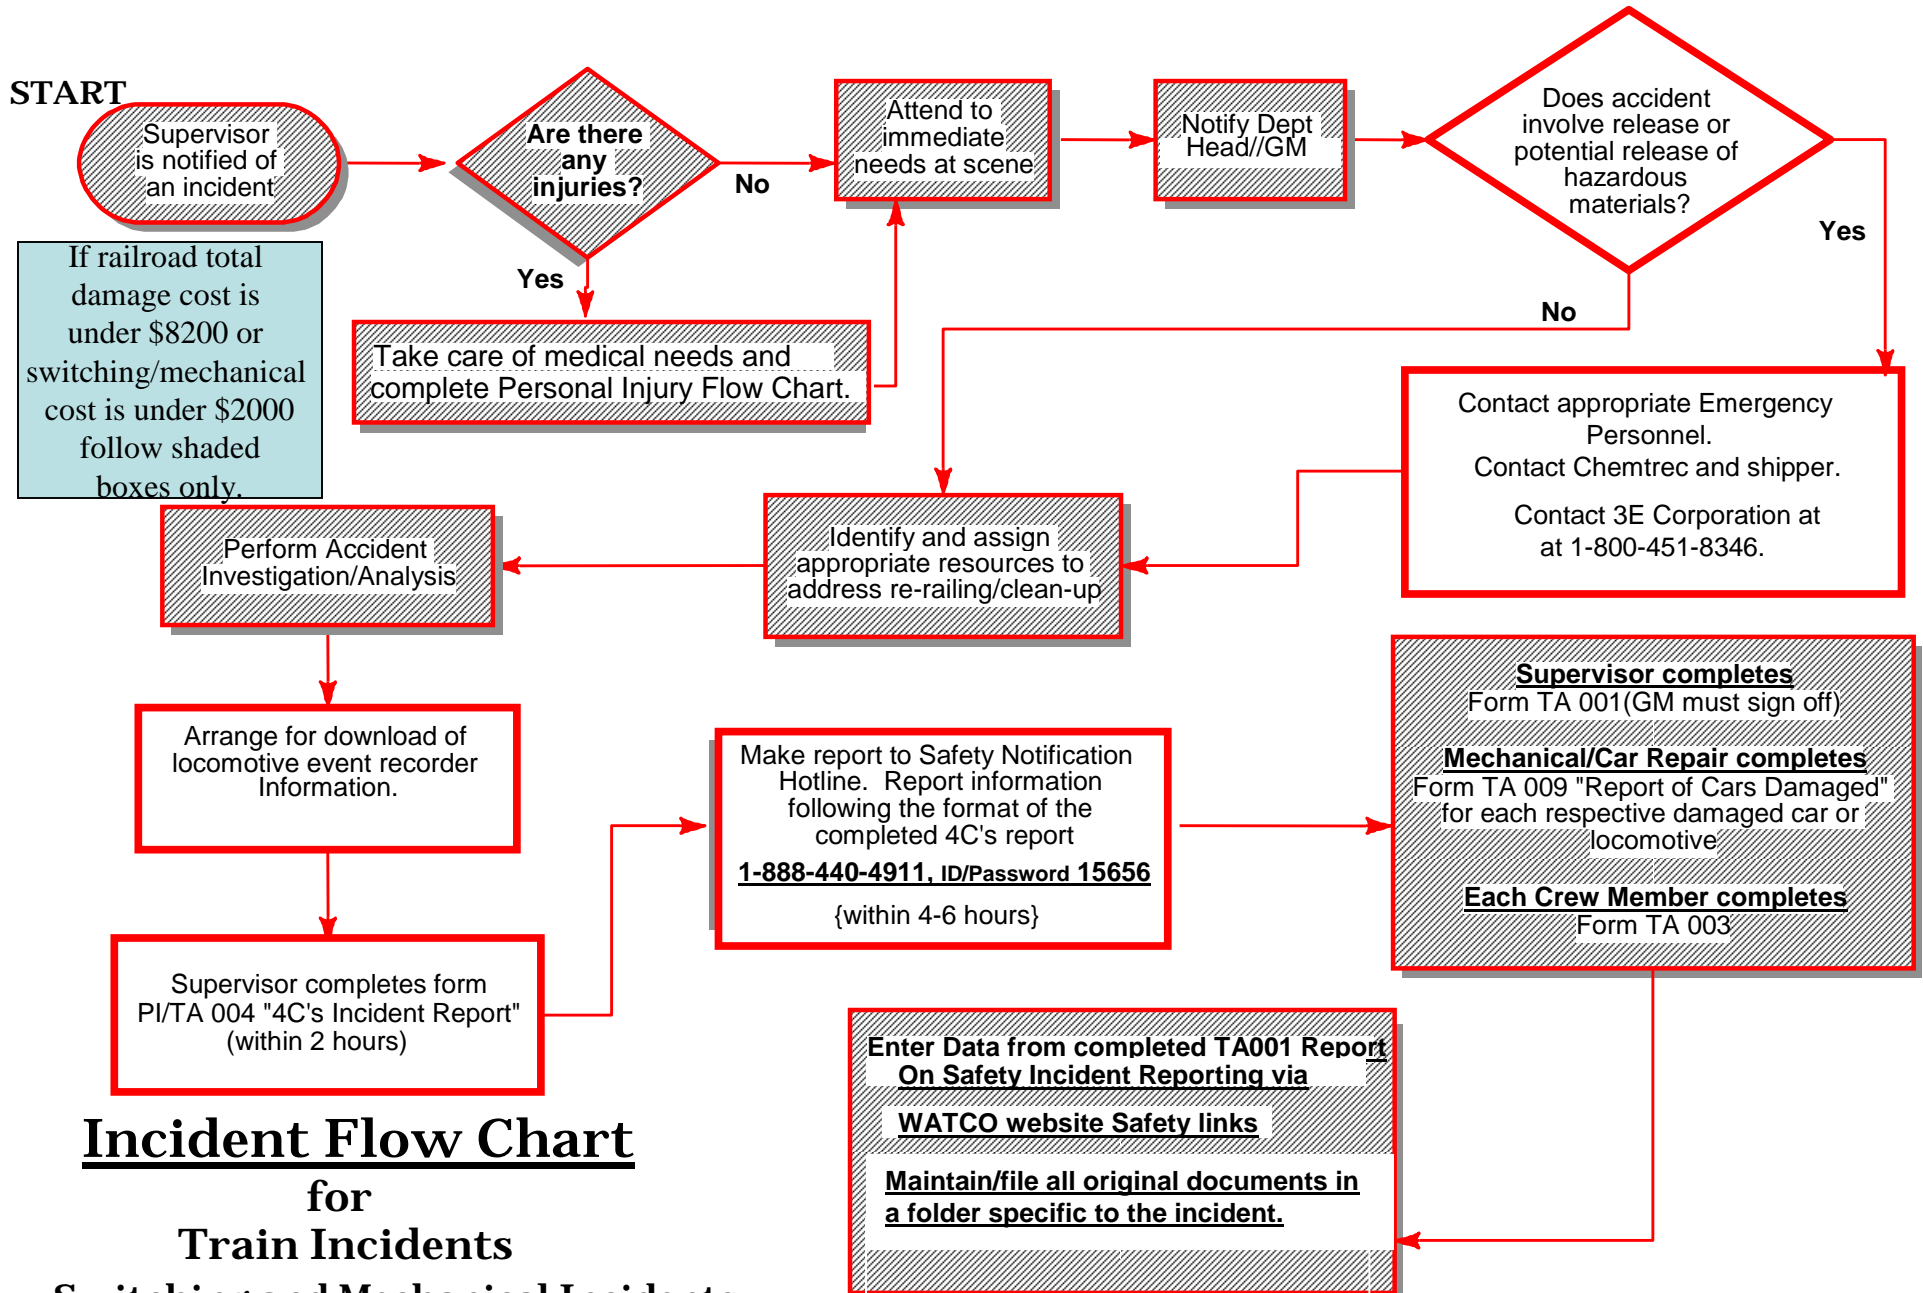 START
Supervisor
is notified of
an incident
Are there
any
injuries?
No
Yes
Attend to
immediate
needs at scene
Notify Dept
Head//GM
Does accident
involve release or
potential release of
hazardous
materials?
Yes
No
If railroad total
damage cost is
under $8200 or
switching/mechanical
cost is under $2000
follow shaded
boxes only.
Take care of medical needs and
complete Personal Injury Flow Chart.
Contact appropriate Emergency
Personnel.
Contact Chemtrec and shipper.
Contact 3E Corporation at
at 1-800-451-8346.
Identify and assign
appropriate resources to
address re-railing/clean-up
Perform Accident
Investigation/Analysis
Arrange for download of
locomotive event recorder
Information.
Supervisor completes form
PI/TA 004 "4C's Incident Report"
(within 2 hours)
Make report to Safety Notification
Hotline.  Report information
following the format of the
completed 4C's report
1-888-440-4911, ID/Password 15656
{within 4-6 hours}
Supervisor completes
Form TA 001(GM must sign off)
Mechanical/Car Repair completes
Form TA 009 "Report of Cars Damaged"
for each respective damaged car or
locomotive
Each Crew Member completes
Form TA 003
Enter Data from completed TA001 Report
On Safety Incident Reporting via
WATCO website Safety links
Maintain/file all original documents in
a folder specific to the incident.
Incident Flow Chart
for
Train Incidents
Switching and Mechanical Incidents